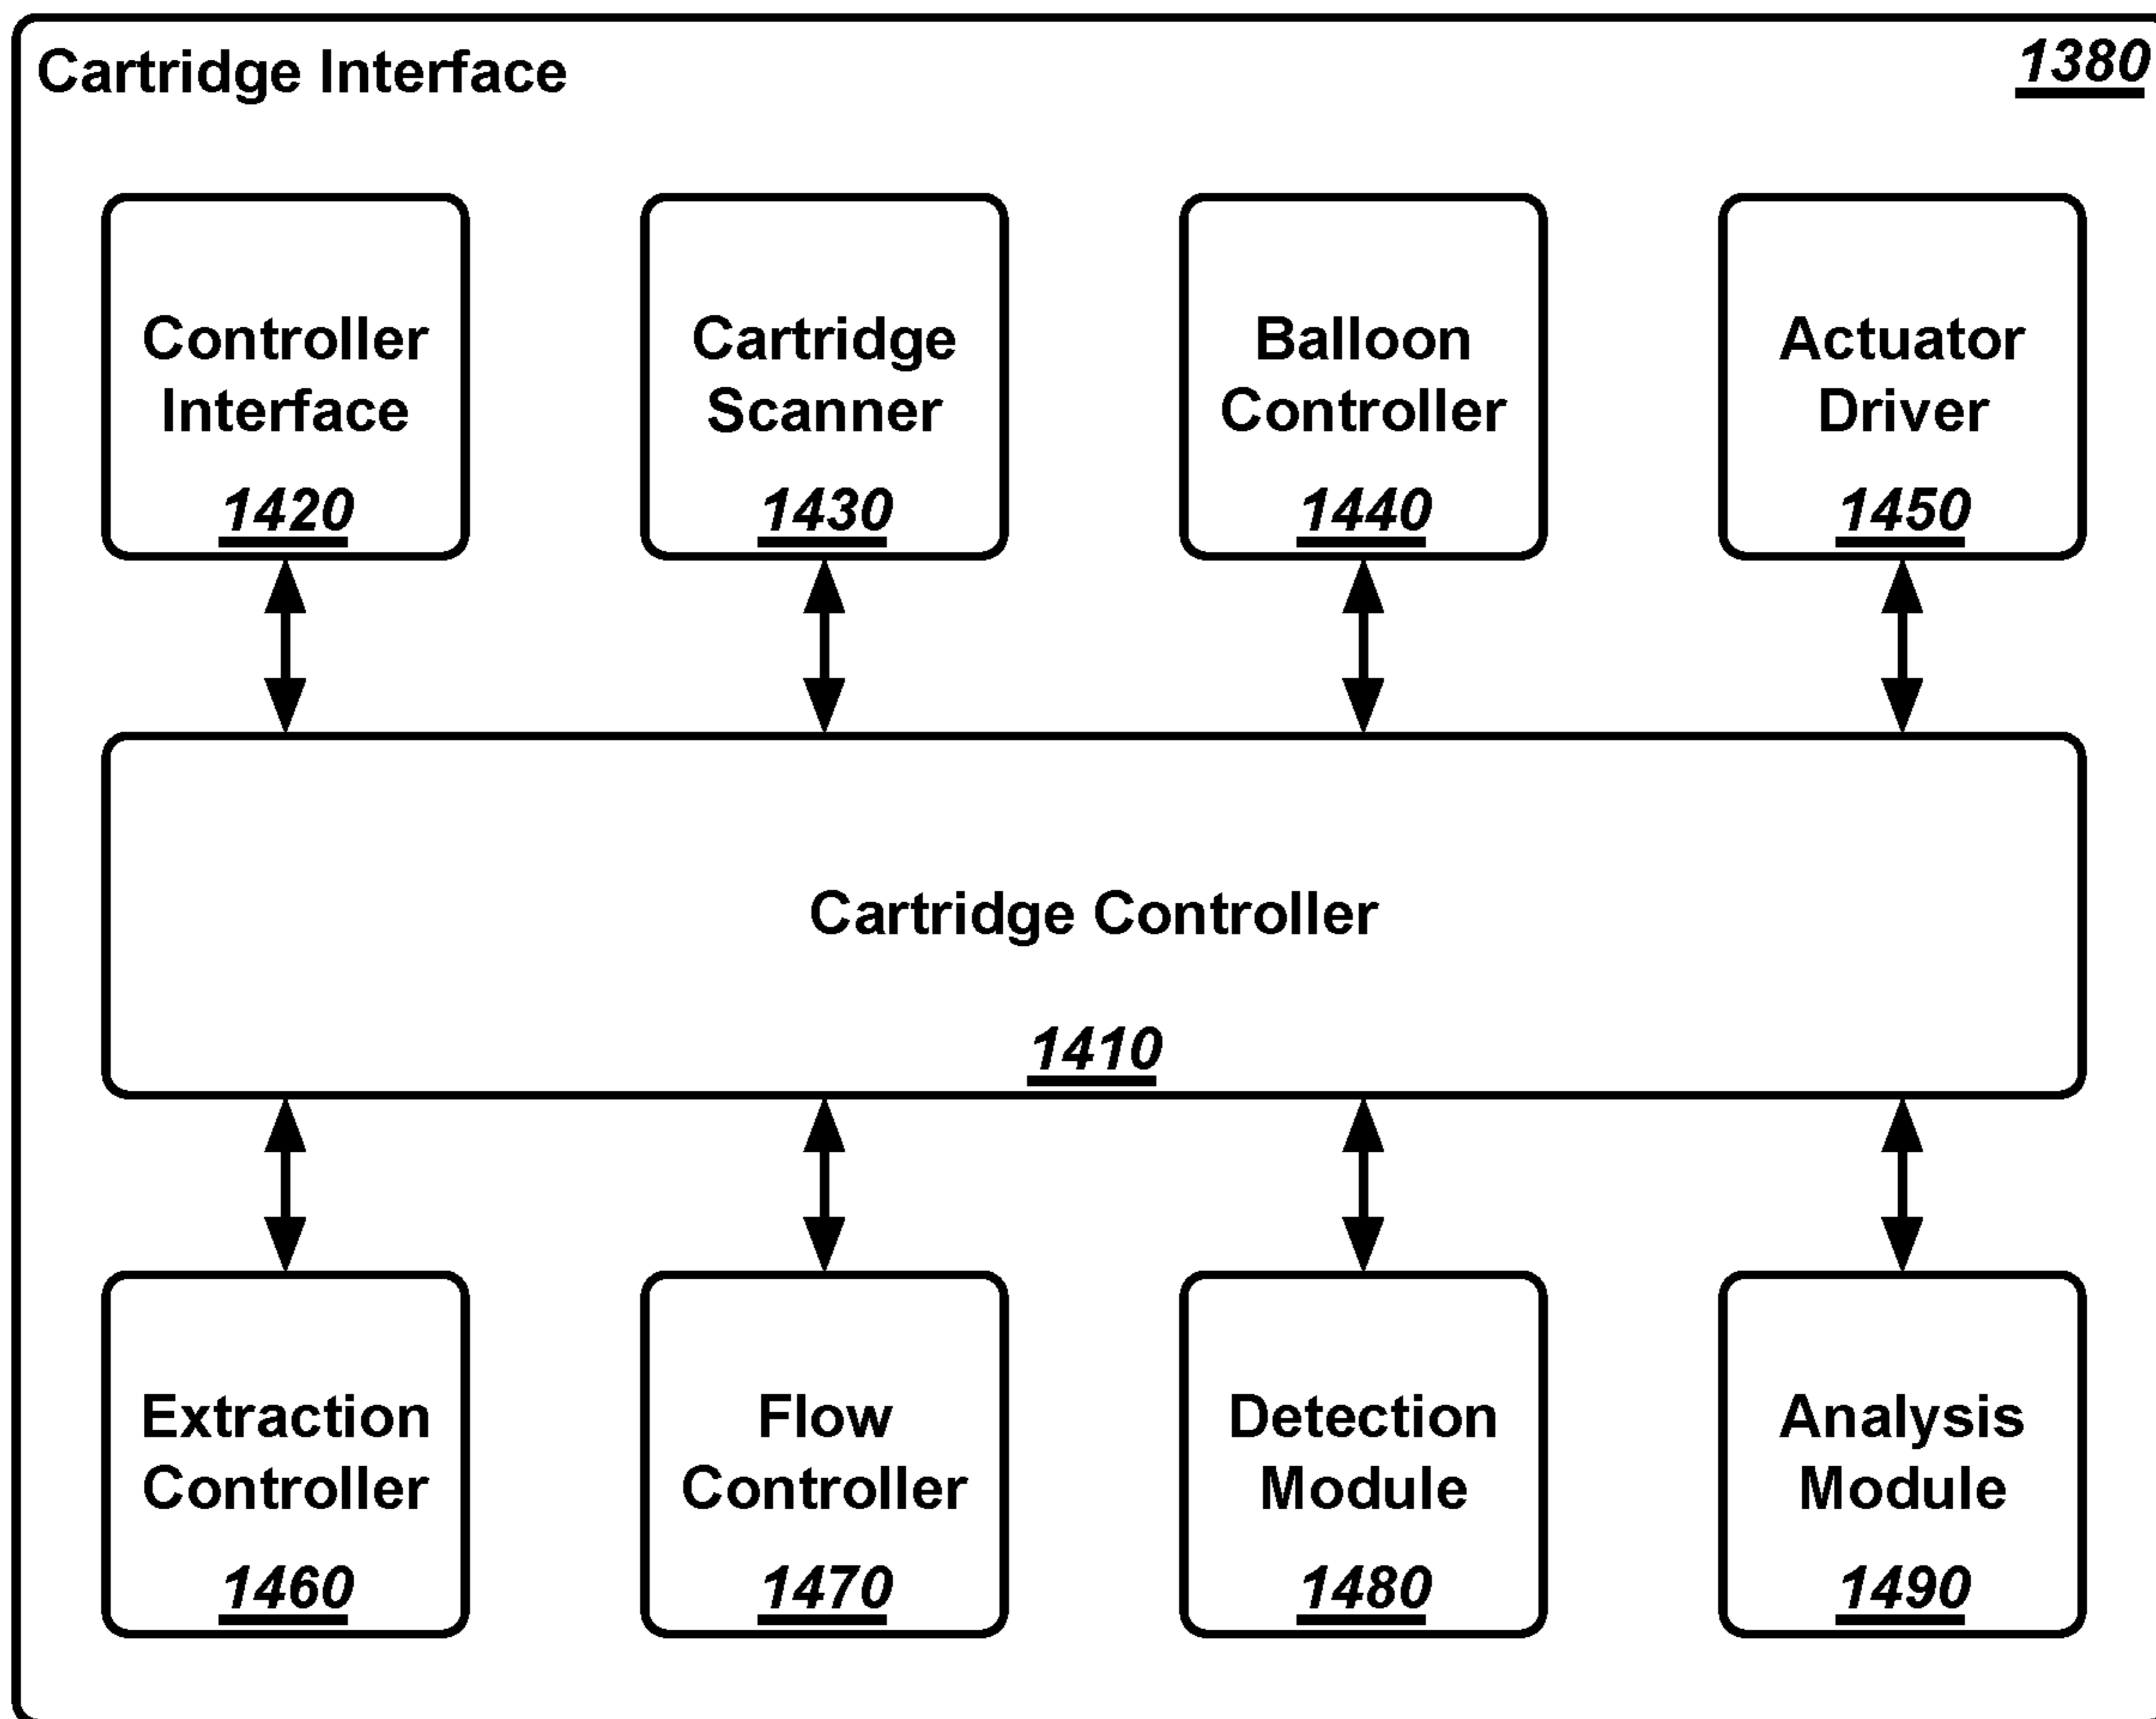 Cartridge Interface
1380
Controller
Interface
1420
Cartridge
Scanner
1430
Balloon
Controller
1440
Actuator
Driver
1450
Cartridge Controller
1410
Extraction
Controller
1460
Flow
Controller
1470
Detection
Module
1480
Analysis
Module
1490